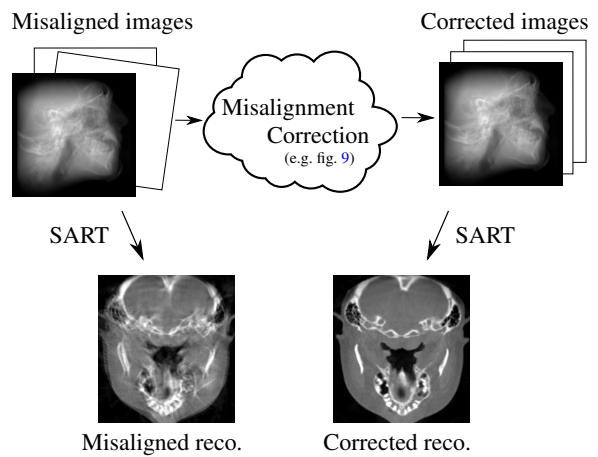 Misaligned images
Corrected images
Misalignment
Correction
(e.g. fig. 9)
SART
SART
Misaligned reco.
Corrected reco.